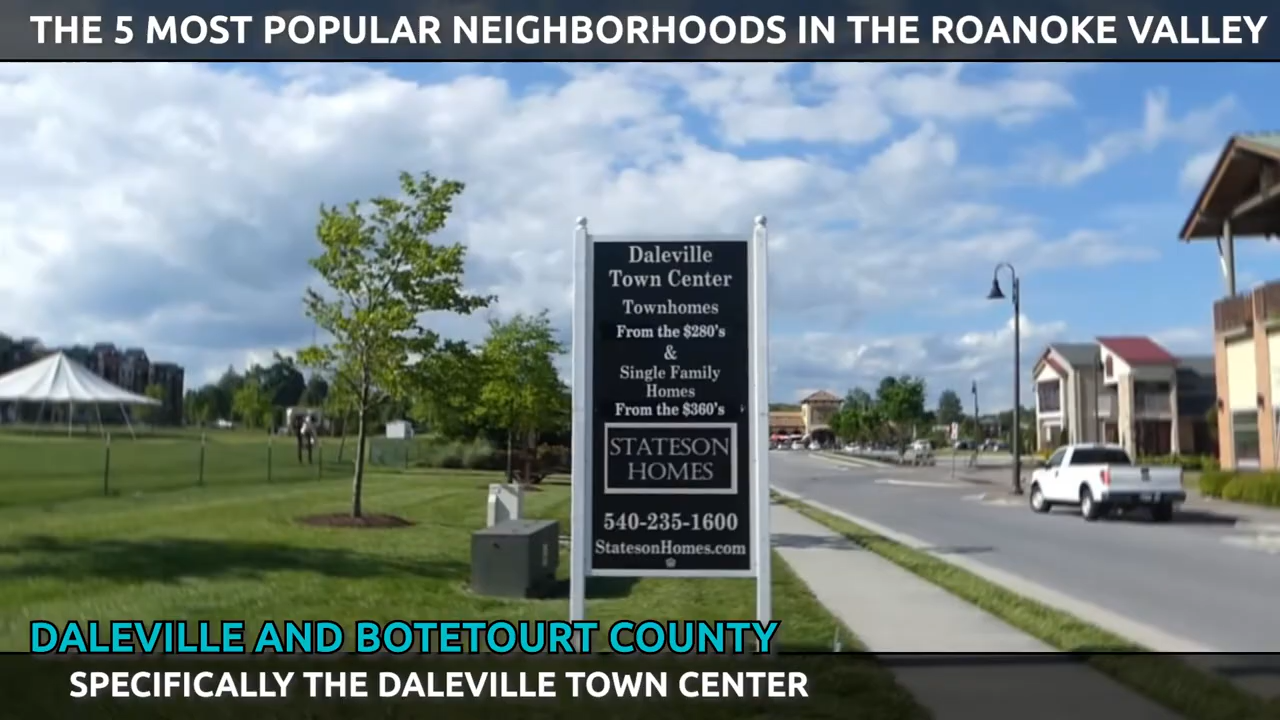 THE 5 MOST POPULAR NEIGHBORHOODS IN THE ROANOKE VALLEY
Daleville
Town Center
Townhomes
From the $280's
&
Single Family
Homes
From the $360's
STATESON
HOMES
540-235-1600
StatesonHomes.com
DALEVILLE AND BOTETOURT COUNTY
SPECIFICALLY THE DALEVILLE TOWN CENTER